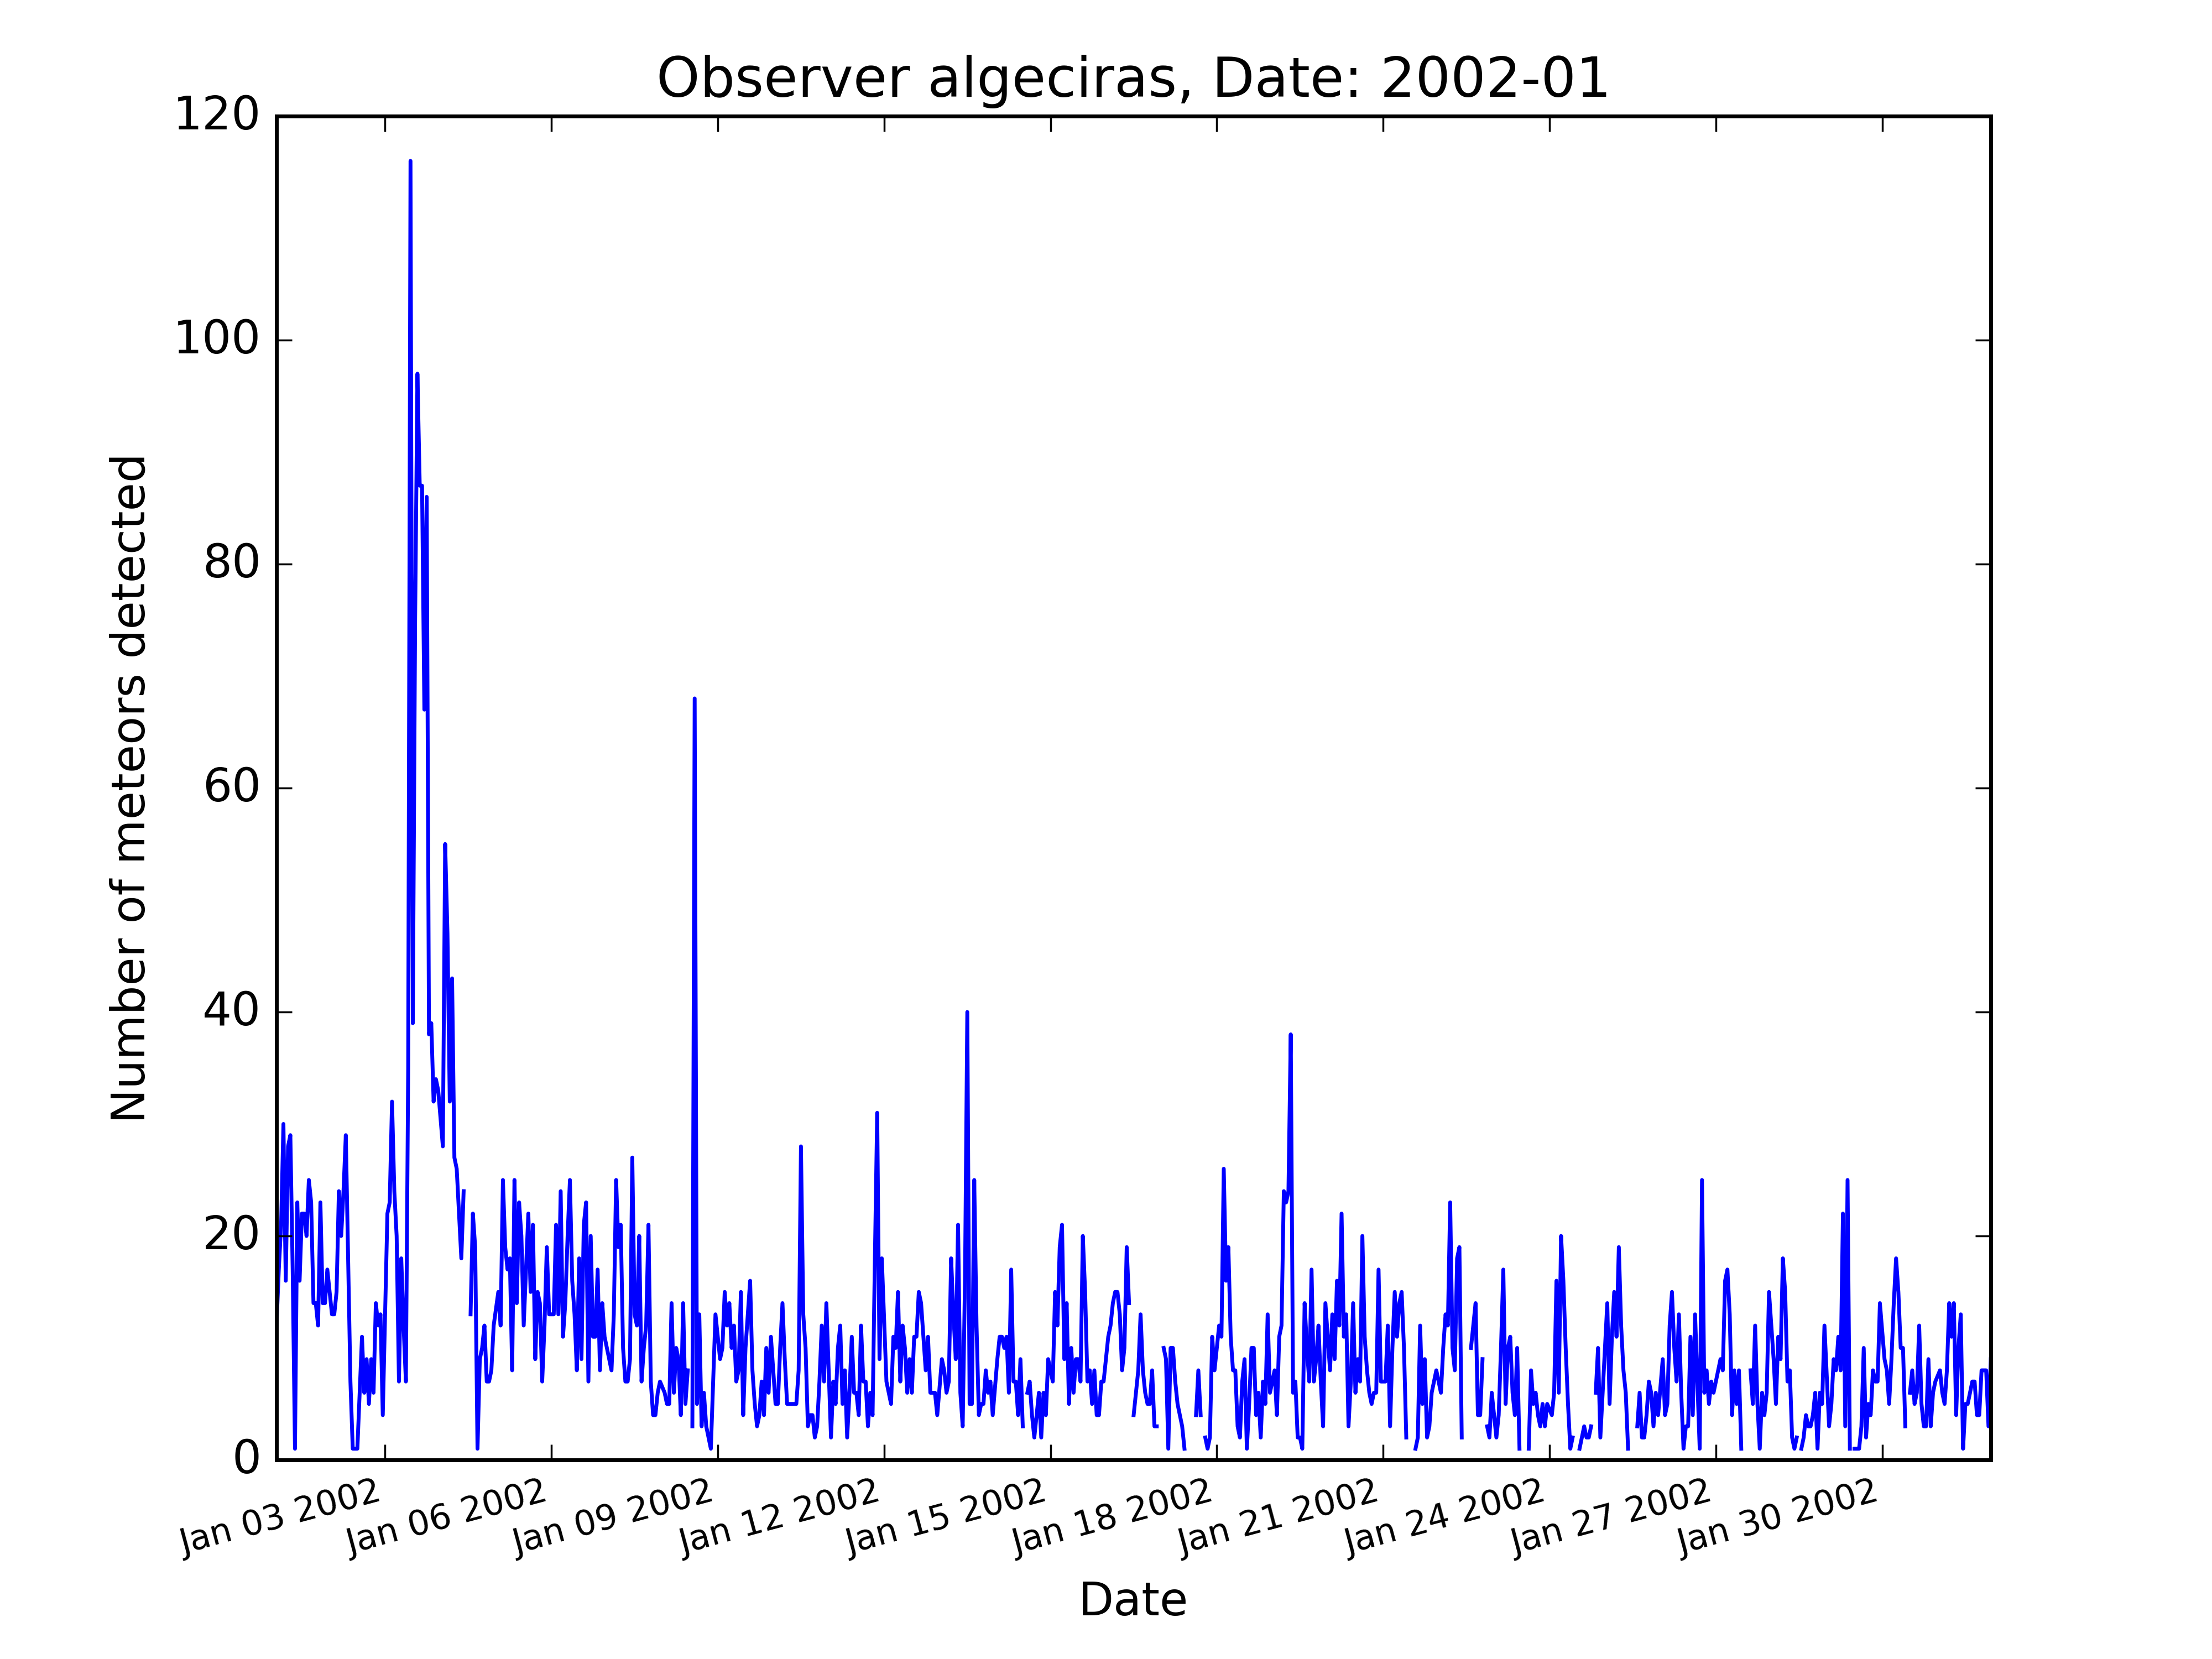 Observer algeciras, Date: 2002-01
120
100
80
60
40
20
0
Number of meteors detected
Jan 03 2002
Jan 06 2002
Jan 09 2002
Jan 12 2002
Jan 15 2002
Jan 18 2002
Jan 21 2002
Jan 24 2002
Jan 27 2002
Jan 30 2002
Date